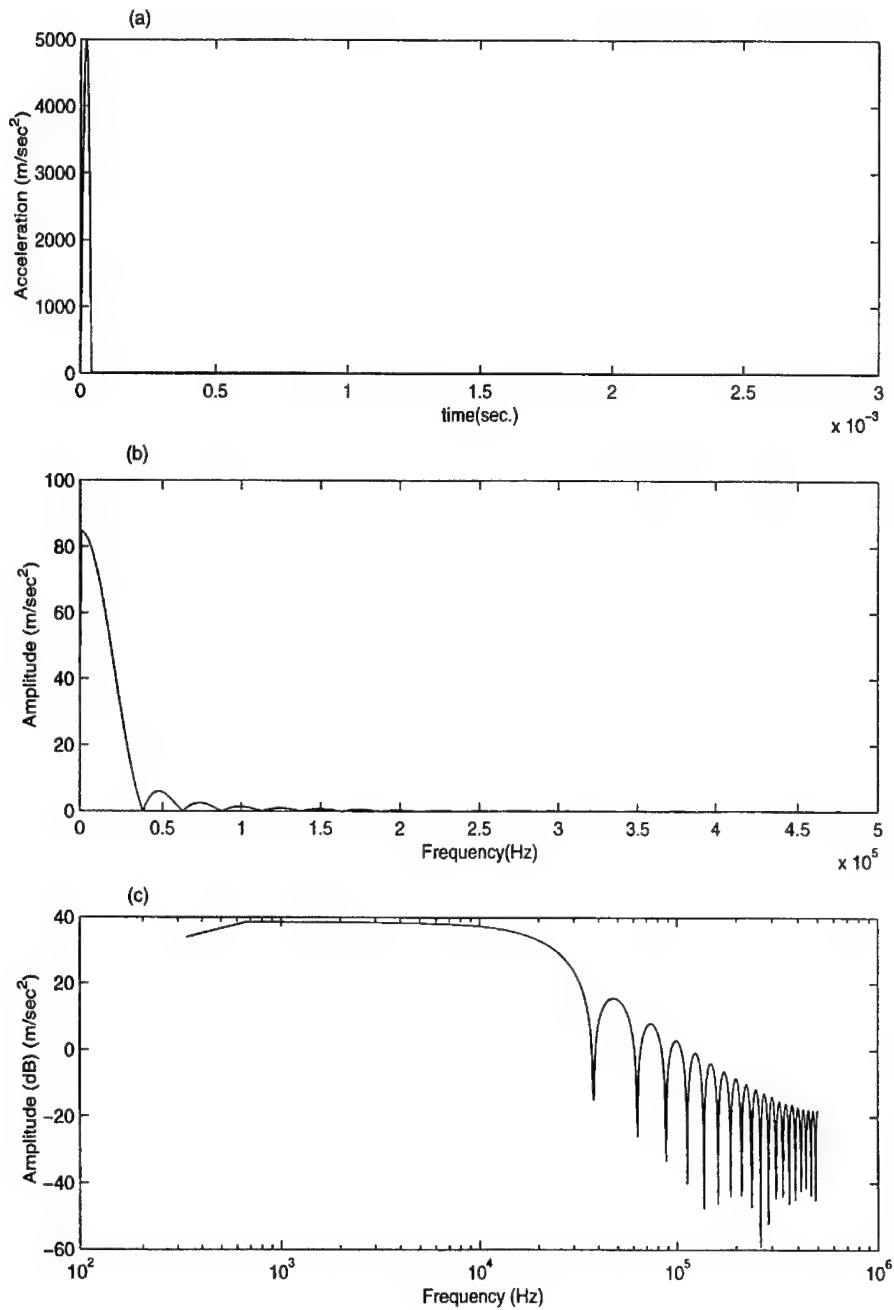 (a)
Acceleration (m/sec²)
5000
4000
3000
2000
1000
0
0 0.5 1 1.5 2 2.5 3
time(sec.)
x 10⁻³
(b)
Amplitude (m/sec²)
100
80
60
40
20
0
0 0.5 1 1.5 2 2.5 3 3.5 4 4.5 5
Frequency(Hz)
x 10⁵
(c)
Amplitude (dB) (m/sec²)
40
20
0
−20
−40
−60
10² 10³ 10⁴ 10⁵ 10⁶
Frequency (Hz)